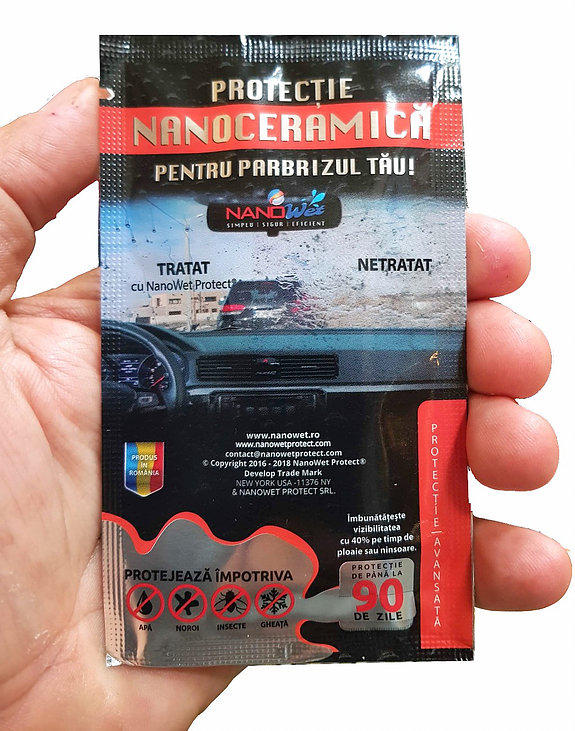 PROTECȚIE
NANOCERAMICĂ
PENTRU PARBRIZUL TĂU!
NANOWet
SIMPLU | SIGUR | EFICIENT
TRATAT
cu NanoWet Protect®
NETRATAT
www.nanowet.ro
www.nanowetprotect.com
contact@nanowetprotect.com
© Copyright 2016 - 2018 NanoWet Protect®
Develop Trade Mark
NEW YORK USA -11376 NY
& NANOWET PROTECT SRL.
PRODUS
ÎN
ROMÂNIA
PROTECȚIE AVANSATĂ
Îmbunătățește
vizibilitatea
cu 40% pe timp de
ploaie sau ninsoare.
PROTEJEAZĂ ÎMPOTRIVA
APĂ
NOROI
INSECTE
GHEAȚĂ
PROTECȚIE
DE PÂNĂ LA
90
DE ZILE